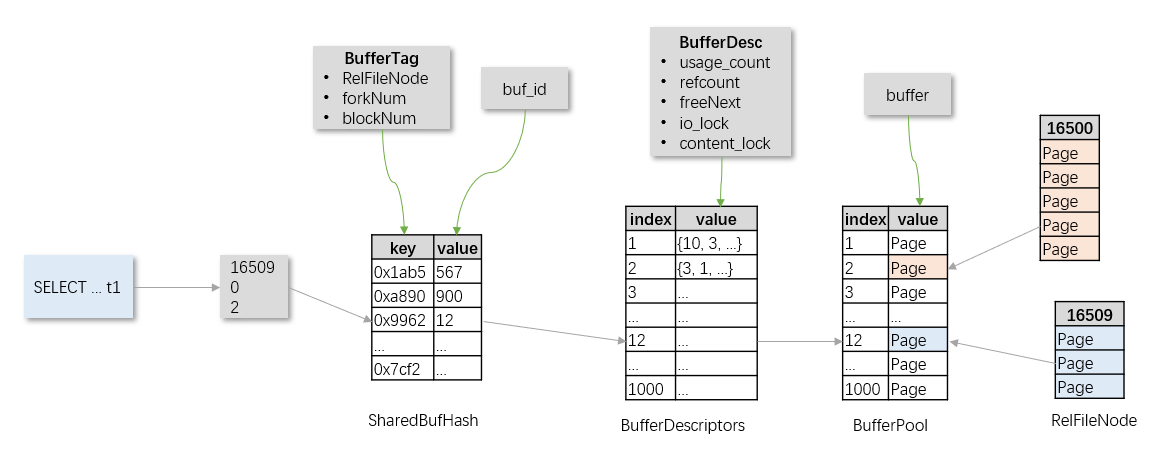 BufferTag
• RelFileNode
• forkNum
• blockNum
buf_id
BufferDesc
• usage_count
• refcount
• freeNext
• io_lock
• content_lock
buffer
SELECT ... t1
16509
0
2
key value
0x1ab5 567
0xa890 900
0x9962 12
... ...
0x7cf2 ...
SharedBufHash
index value
1 {10, 3, ...}
2 {3, 1, ...}
3 ...
... ...
12 ...
... ...
1000 ...
BufferDescriptors
index value
1 Page
2 Page
3 Page
... ...
12 Page
... Page
1000 Page
BufferPool
16500
Page
Page
Page
Page
Page
16509
Page
Page
Page
RelFileNode